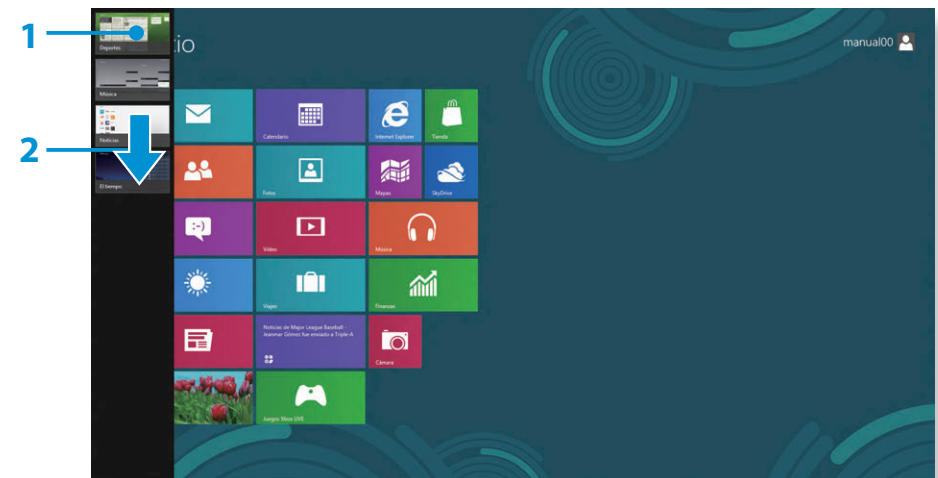 1
Deportes
io
manual00
Música
Noticias
2
El tiempo
Calendario
Internet Explorer
Tienda
Fotos
Mapas
SkyDrive
Vídeo
Música
Viajes
Finanzas
Noticias de Major League Baseball -
Jeanmar Gómez fue enviado a Triple-A
Cámara
Juegos Xbox LIVE